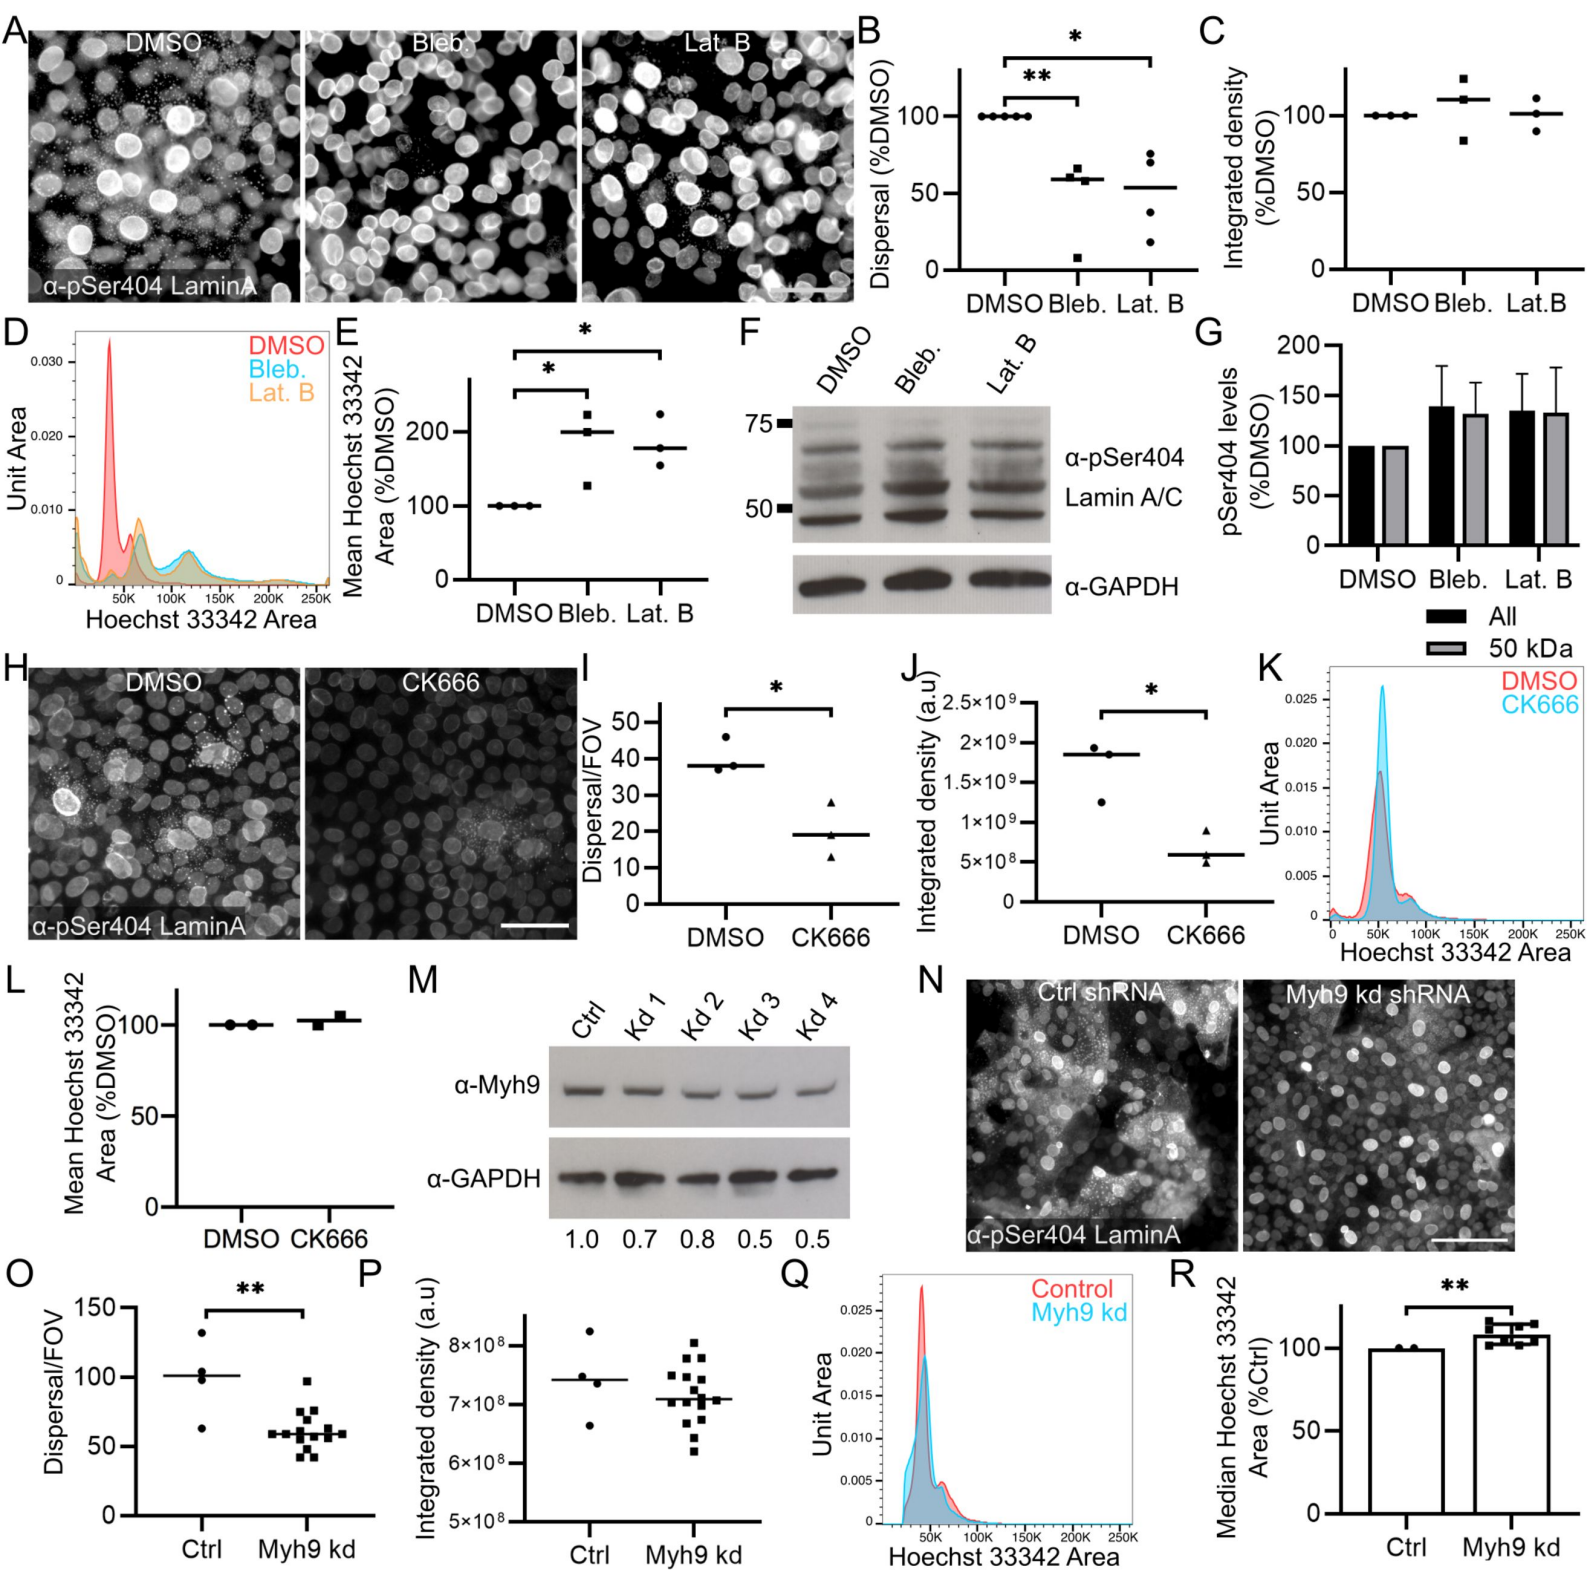 A
DMSO
Bleb.
Lat. B
α-pSer404 LaminA
B
Dispersal (%DMSO)
100
50
0
**
*
DMSO Bleb. Lat. B
C
Integrated density
(%DMSO)
100
50
0
DMSO Bleb. Lat.B
D
DMSO
Bleb.
Lat. B
Unit Area
0.030
0.020
0.010
0
50K 100K 150K 200K 250K
Hoechst 33342 Area
E
Mean Hoechst 33342
Area (%DMSO)
200
100
0
*
*
DMSO Bleb. Lat. B
F
DMSO
Bleb.
Lat. B
75
50
α-pSer404
Lamin A/C
α-GAPDH
G
pSer404 levels
(%DMSO)
200
150
100
50
0
DMSO Bleb. Lat. B
All
50 kDa
H
DMSO
CK666
α-pSer404 LaminA
I
Dispersal/FOV
50
40
30
20
10
0
*
DMSO CK666
J
Integrated density (a.u)
2.5×10⁹
2×10⁹
1.5×10⁹
1×10⁹
5×10⁸
0
*
DMSO CK666
K
DMSO
CK666
Unit Area
0.025
0.020
0.015
0.010
0.005
0
0 50K 100K 150K 200K 250K
Hoechst 33342 Area
L
Mean Hoechst 33342
Area (%DMSO)
100
50
0
DMSO CK666
M
Ctrl
Kd 1
Kd 2
Kd 3
Kd 4
α-Myh9
α-GAPDH
1.0 0.7 0.8 0.5 0.5
N
Ctrl shRNA
Myh9 kd shRNA
α-pSer404 LaminA
O
Dispersal/FOV
150
100
50
0
**
Ctrl Myh9 kd
P
Integrated density (a.u)
8×10⁸
7×10⁸
6×10⁸
5×10⁸
Ctrl Myh9 kd
Q
Control
Myh9 kd
Unit Area
0.025
0.020
0.015
0.010
0.005
0
50K 100K 150K 200K 250K
Hoechst 33342 Area
R
Median Hoechst 33342
Area (%Ctrl)
100
50
0
**
Ctrl Myh9 kd